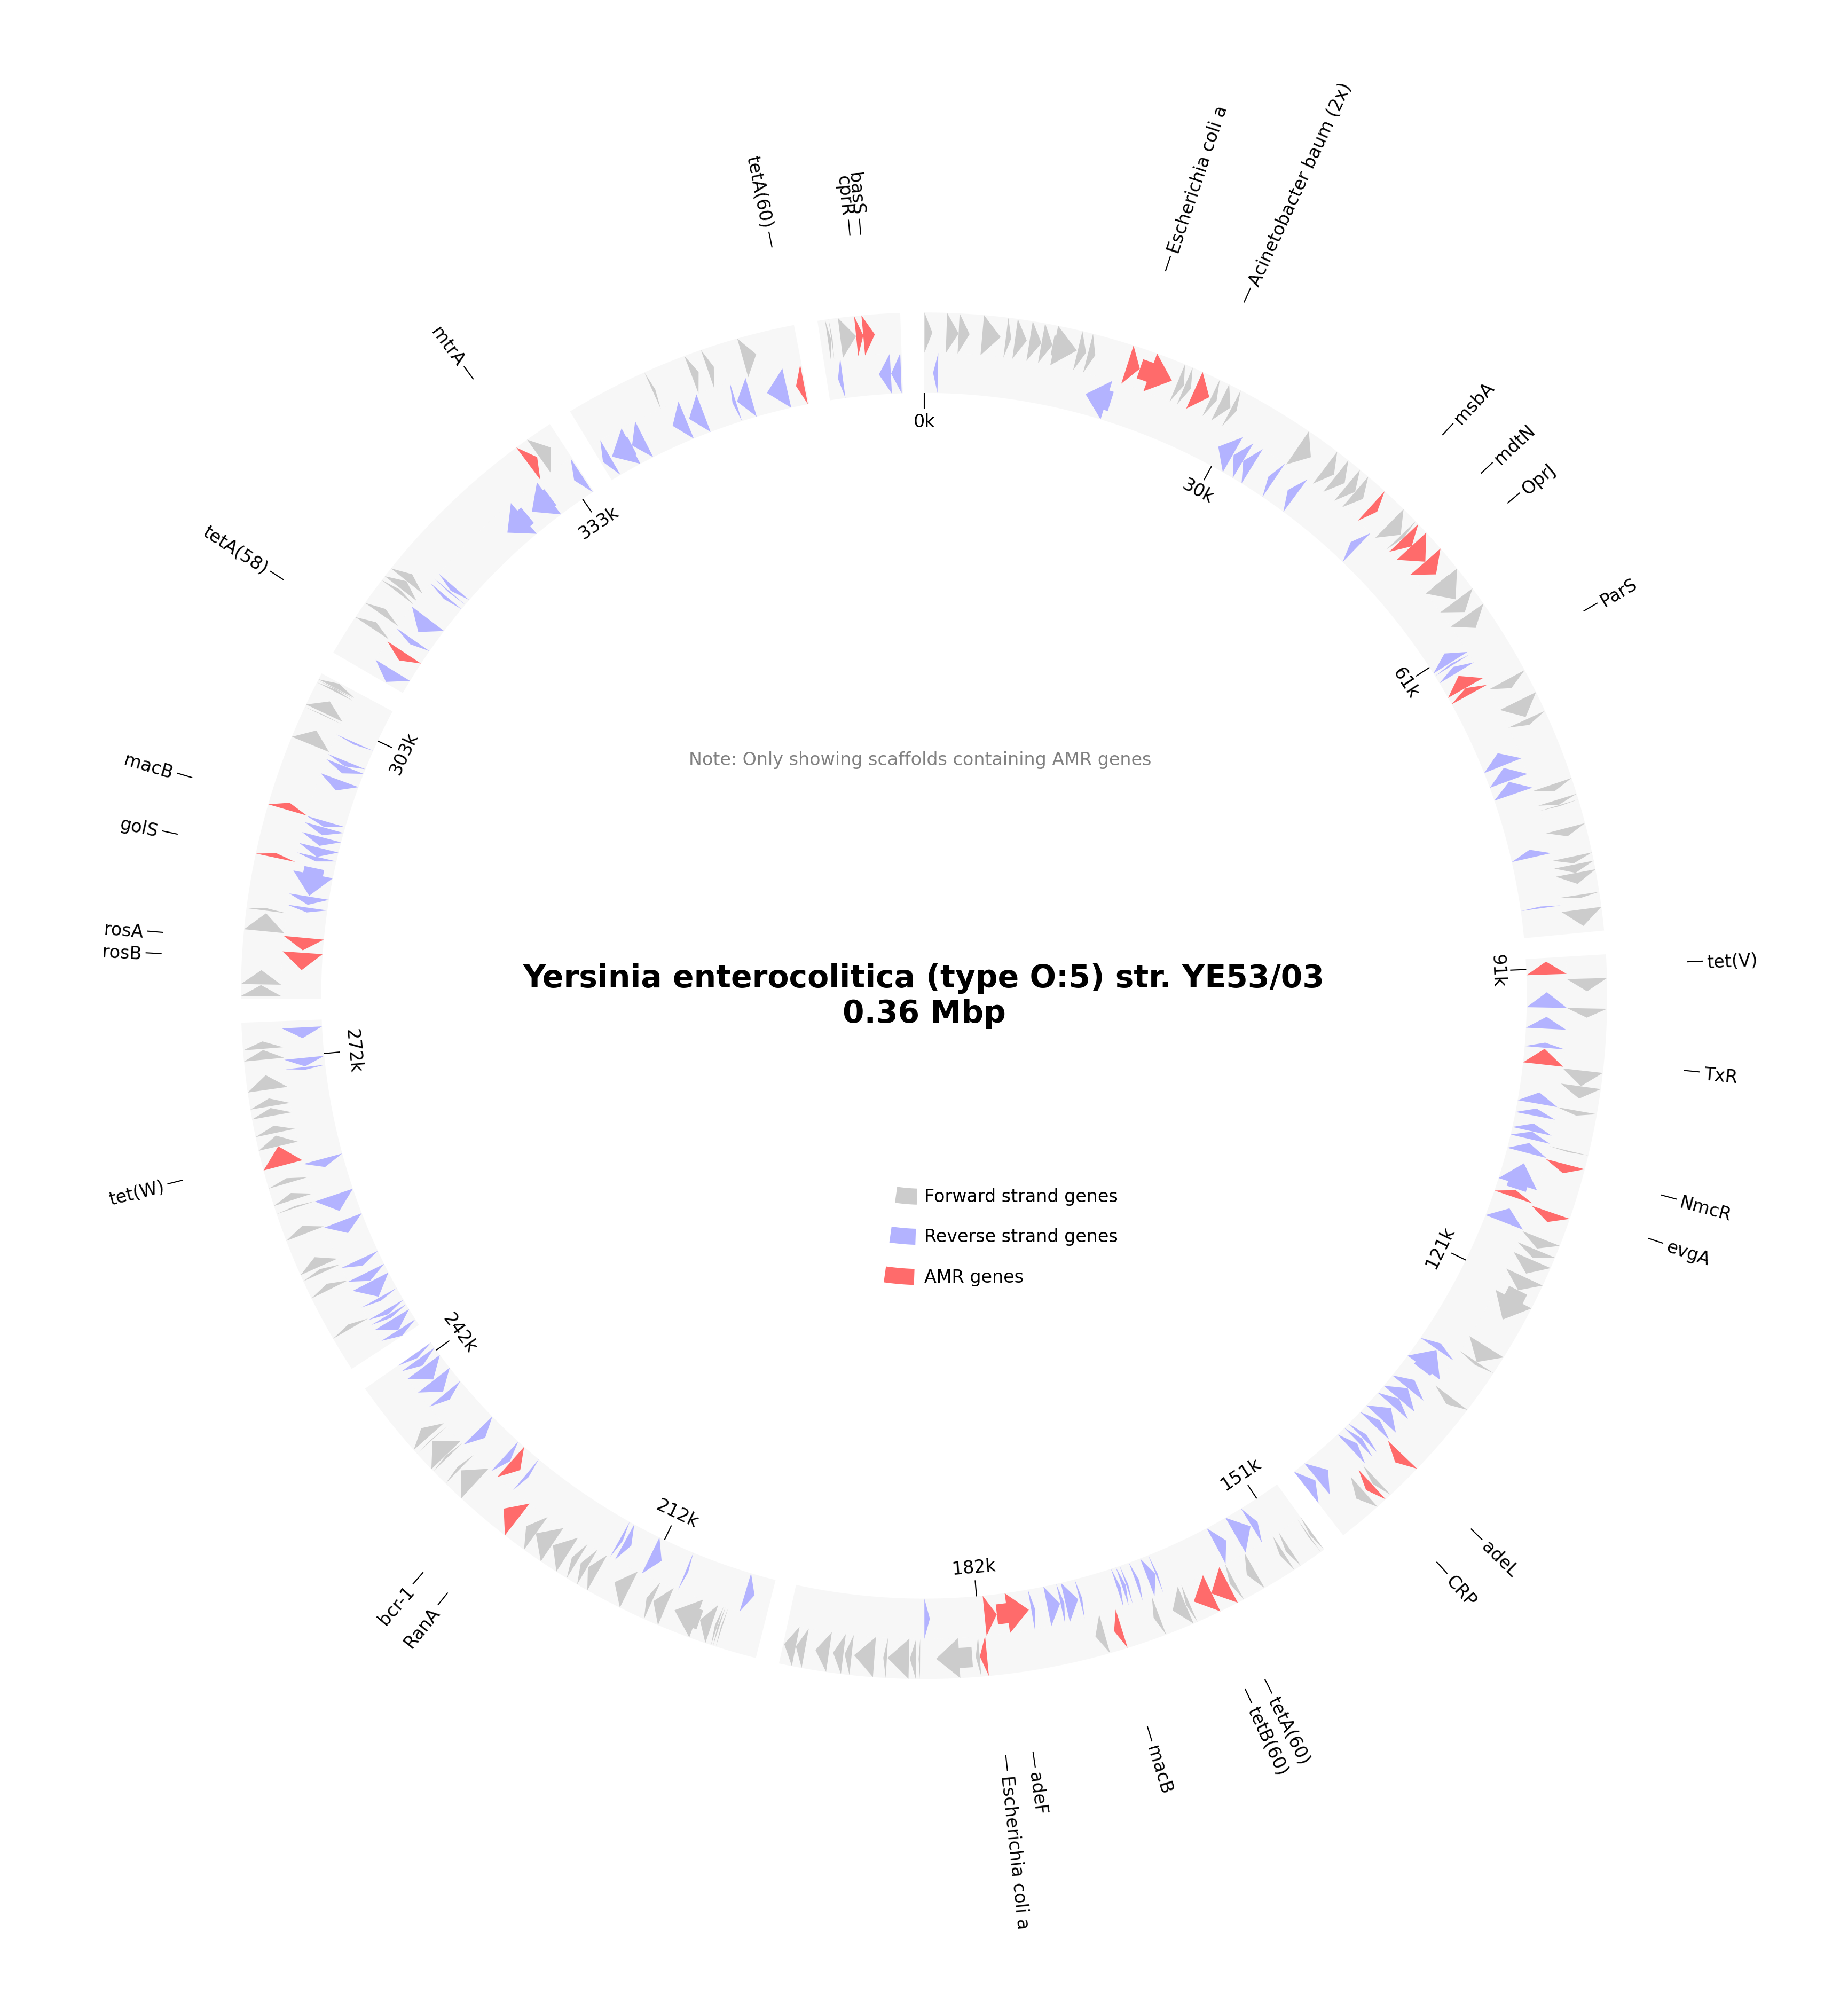 Escherichia coli a
Acinetobacter baum (2x)
msbA
mdtN
OprJ
ParS
tet(V)
TxR
NmcR
evgA
adeL
CRP
tetA(60)
tetB(60)
macB
adeF
Escherichia coli a
RanA
bcr-1
tet(W)
rosB
rosA
golS
macB
tetA(58)
mtrA
tetA(60)
cprR
basS
0k
30k
61k
91k
121k
151k
182k
212k
242k
272k
303k
333k
Note: Only showing scaffolds containing AMR genes
Yersinia enterocolitica (type O:5) str. YE53/03
0.36 Mbp
Forward strand genes
Reverse strand genes
AMR genes